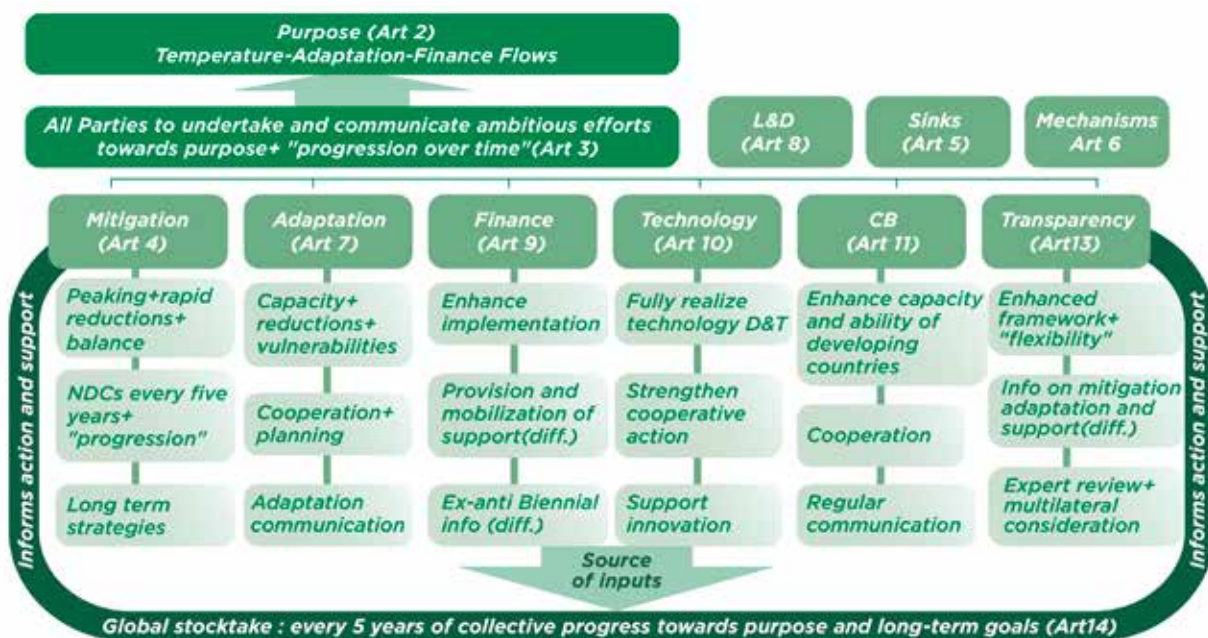 Purpose (Art 2)
Temperature-Adaptation-Finance Flows
All Parties to undertake and communicate ambitious efforts
towards purpose+ "progression over time"(Art 3)
L&D
(Art 8)
Sinks
(Art 5)
Mechanisms
Art 6
Mitigation
(Art 4)
Adaptation
(Art 7)
Finance
(Art 9)
Technology
(Art 10)
CB
(Art 11)
Transparency
(Art13)
Peaking+rapid
reductions+
balance
NDCs every five
years+
"progression"
Long term
strategies
Capacity+
reductions+
vulnerabilities
Cooperation+
planning
Adaptation
communication
Enhance
implementation
Provision and
mobilization of
support(diff.)
Ex-anti Biennial
info (diff.)
Fully realize
technology D&T
Strengthen
cooperative
action
Support
innovation
Enhance capacity
and ability of
developing
countries
Cooperation
Regular
communication
Enhanced
framework+
"flexibility"
Info on mitigation
adaptation and
support(diff.)
Expert review+
multilateral
consideration
Informs action and support
Informs action and support
Source
of inputs
Global stocktake : every 5 years of collective progress towards purpose and long-term goals (Art14)